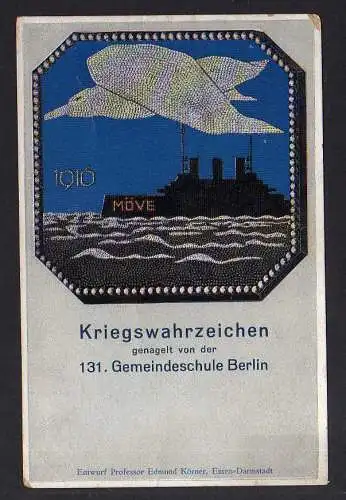 1916
MÖVE
Kriegswahrzeichen
genagelt von der
131. Gemeindeschule Berlin
Entwurf Professor Edmund Körner, Essen-Darmstadt